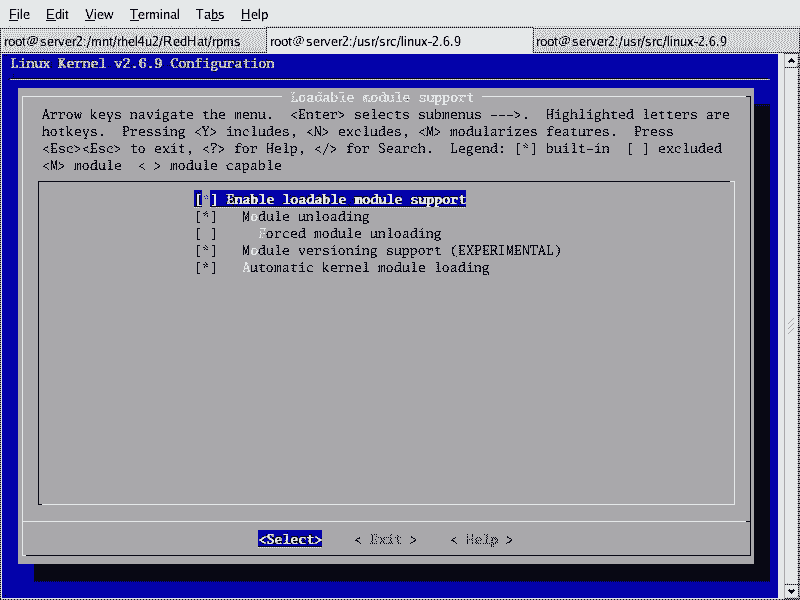 File Edit View Terminal Tabs Help
root@server2:/mnt/rhel4u2/RedHat/rpms root@server2:/usr/src/linux-2.6.9 root@server2:/usr/src/linux-2.6.9
Linux Kernel v2.6.9 Configuration
Loadable module support
Arrow keys navigate the menu. <Enter> selects submenus --->. Highlighted letters are
hotkeys. Pressing <Y> includes, <N> excludes, <M> modularizes features. Press
<Esc><Esc> to exit, <?> for Help, </> for Search. Legend: [*] built-in [ ] excluded
<M> module < > module capable
[*] Enable loadable module support
[*] Module unloading
[ ] Forced module unloading
[*] Module versioning support (EXPERIMENTAL)
[*] Automatic kernel module loading
<Select> < Exit > < Help >